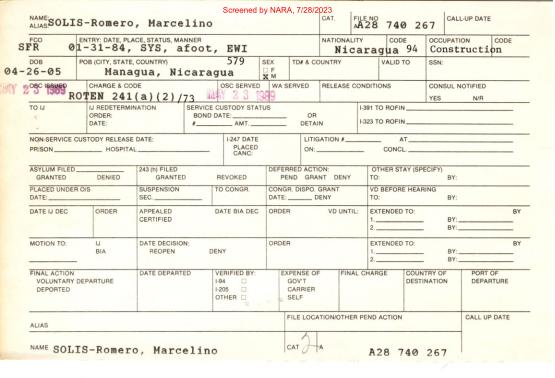 Screened by NARA, 7/28/2023
NAME: SOLIS-Romero, Marcelino CAT. FILE NO A28 740 267 CALL-UP DATE
ALIAS
FCO SFR ENTRY: DATE, PLACE, STATUS, MANNER 01-31-84, SYS, afoot, EWI NATIONALITY Nicaragua CODE 94 OCCUPATION Construction CODE
DOB 04-26-05 POB (CITY, STATE, COUNTRY) 579 Managua, Nicaragua SEX □ F X M TD# & COUNTRY VALID TO SSN:
OSC ISSUED MAY 23 1989 CHARGE & CODE ROTEN 241(a)(2)/73 OSC SERVED MAY 23 1989 WA SERVED RELEASE CONDITIONS CONSUL NOTIFIED
YES N/R
TO IJ IJ REDETERMINATION SERVICE CUSTODY STATUS I-391 TO ROFIN:
ORDER: BOND DATE: OR
DATE: # AMT. DETAIN I-323 TO ROFIN:
NON-SERVICE CUSTODY RELEASE DATE: I-247 DATE LITIGATION # AT
PRISON HOSPITAL PLACED ON: CONCL.
CANC:
ASYLUM FILED 243 (h) FILED DEFERRED ACTION: OTHER STAY (SPECIFY)
GRANTED DENIED GRANTED REVOKED PEND GRANT DENY TO: BY:
PLACED UNDER OIS SUSPENSION TO CONGR. CONGR. DISPO. GRANT VD BEFORE HEARING
DATE: SEC. DATE: DENY TO: BY:
DATE IJ DEC ORDER APPEALED DATE BIA DEC ORDER VD UNTIL: EXTENDED TO: BY
CERTIFIED 1. BY:
2. BY:
MOTION TO: IJ DATE DECISION: ORDER EXTENDED TO: BY
BIA REOPEN DENY 1. BY:
2. BY:
FINAL ACTION DATE DEPARTED VERIFIED BY: EXPENSE OF FINAL CHARGE COUNTRY OF PORT OF
VOLUNTARY DEPARTURE I-94 □ GOV'T DESTINATION DEPARTURE
DEPORTED I-205 □ CARRIER
OTHER □ SELF
FILE LOCATION/OTHER PEND ACTION CALL UP DATE
ALIAS
NAME SOLIS-Romero, Marcelino CAT 2A A28 740 267